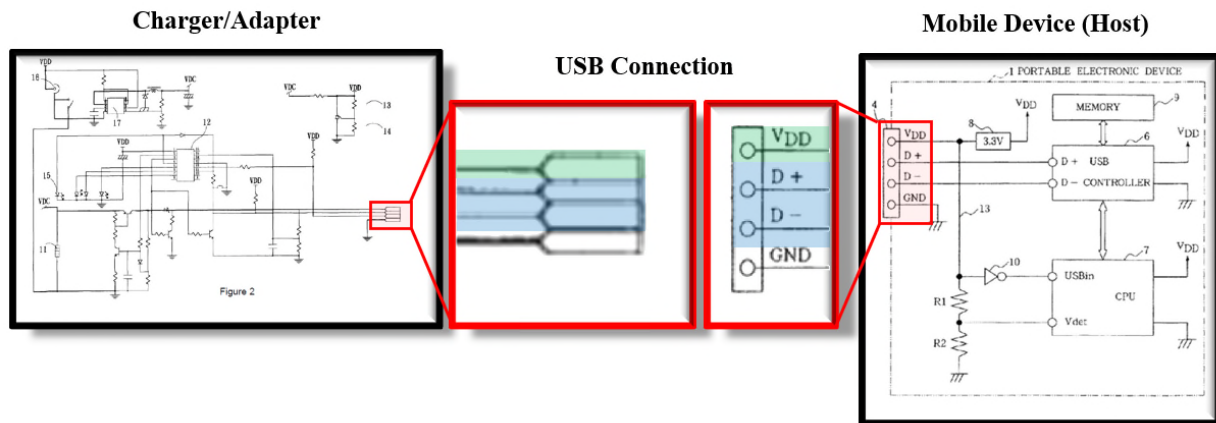 Charger/Adapter
USB Connection
Mobile Device (Host)
VDD
16
VDC
17
VDC
VDD
13
14
12
VDD
VDD
15
VDD
VDC
11
Figure 2
VDD
D +
D −
GND
1 PORTABLE ELECTRONIC DEVICE
4
VDD
8
3.3V
VDD
MEMORY
9
6
VDD
D +
D −
GND
D + USB
D − CONTROLLER
13
10
7
VDD
USBin
CPU
R1
Vdet
R2